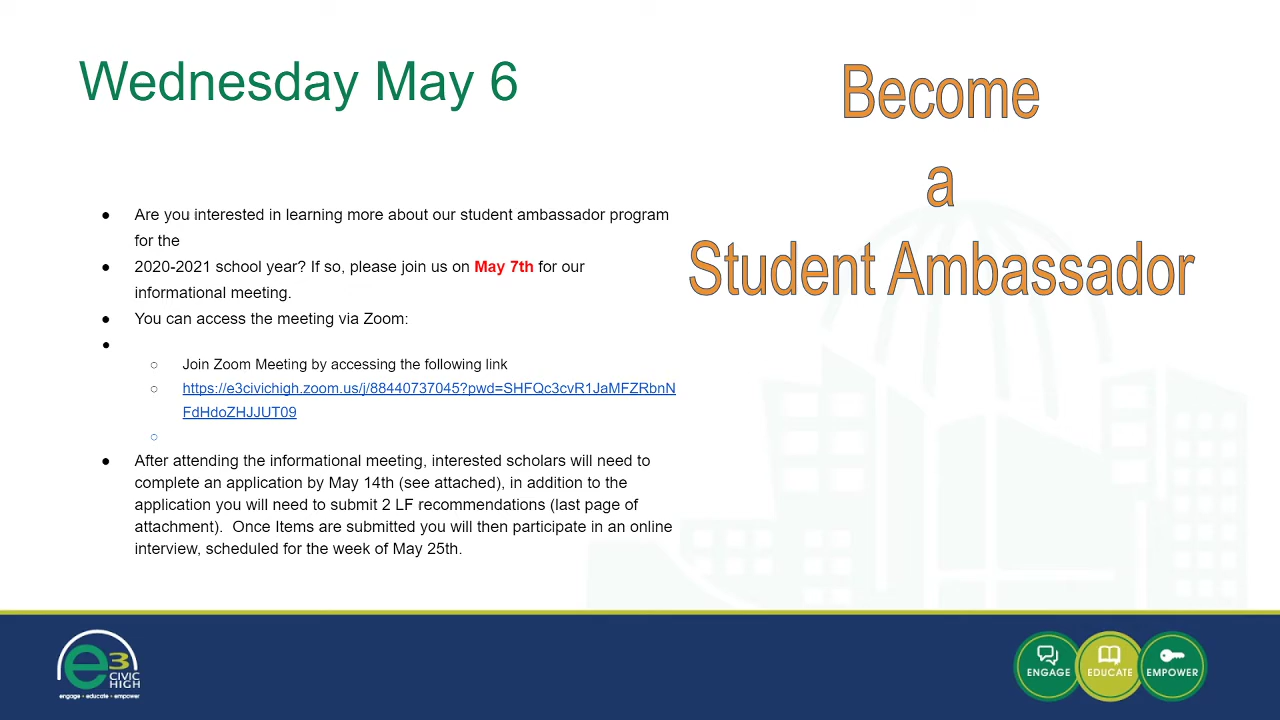 Wednesday May 6
Become
a
Student Ambassador
● Are you interested in learning more about our student ambassador program
for the
● 2020-2021 school year? If so, please join us on May 7th for our
informational meeting.
● You can access the meeting via Zoom:
●
○ Join Zoom Meeting by accessing the following link
○ https://e3civichigh.zoom.us/j/88440737045?pwd=SHFQc3cvR1JaMFZRbnN
FdHdoZHJJUT09
○
● After attending the informational meeting, interested scholars will need to
complete an application by May 14th (see attached), in addition to the
application you will need to submit 2 LF recommendations (last page of
attachment).  Once Items are submitted you will then participate in an online
interview, scheduled for the week of May 25th.
e3
CIVIC
HIGH
engage • educate • empower
ENGAGE
EDUCATE
EMPOWER